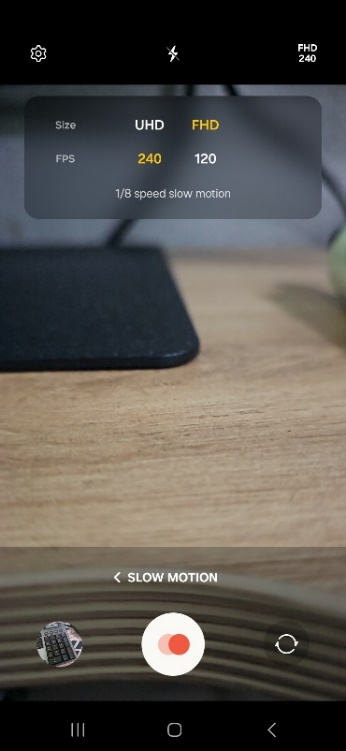 FHD
240
Size UHD FHD
FPS 240 120
1/8 speed slow motion
SLOW MOTION